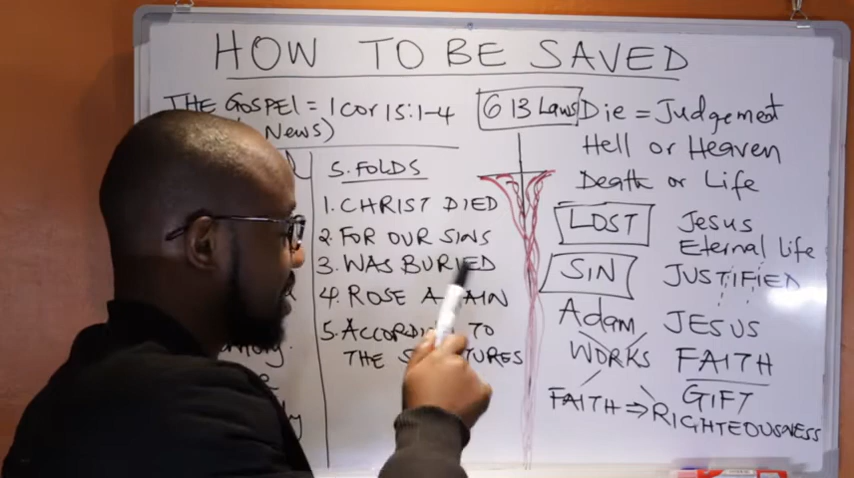 HOW TO BE SAVED
THE GOSPEL = 1 Cor 15:1-4
News)
5. FOLDS
1. CHRIST DIED
2. FOR OUR SINS
3. WAS BURIED
4. ROSE AGAIN
5. ACCORDING TO
THE SCRIPTURES
613 Laws
Die = Judgement
Hell or Heaven
Death or Life
LOST Jesus
Eternal life
SIN JUSTIFIED
Adam JESUS
WORKS FAITH
GIFT
FAITH ⇒ RIGHTEOUSNESS